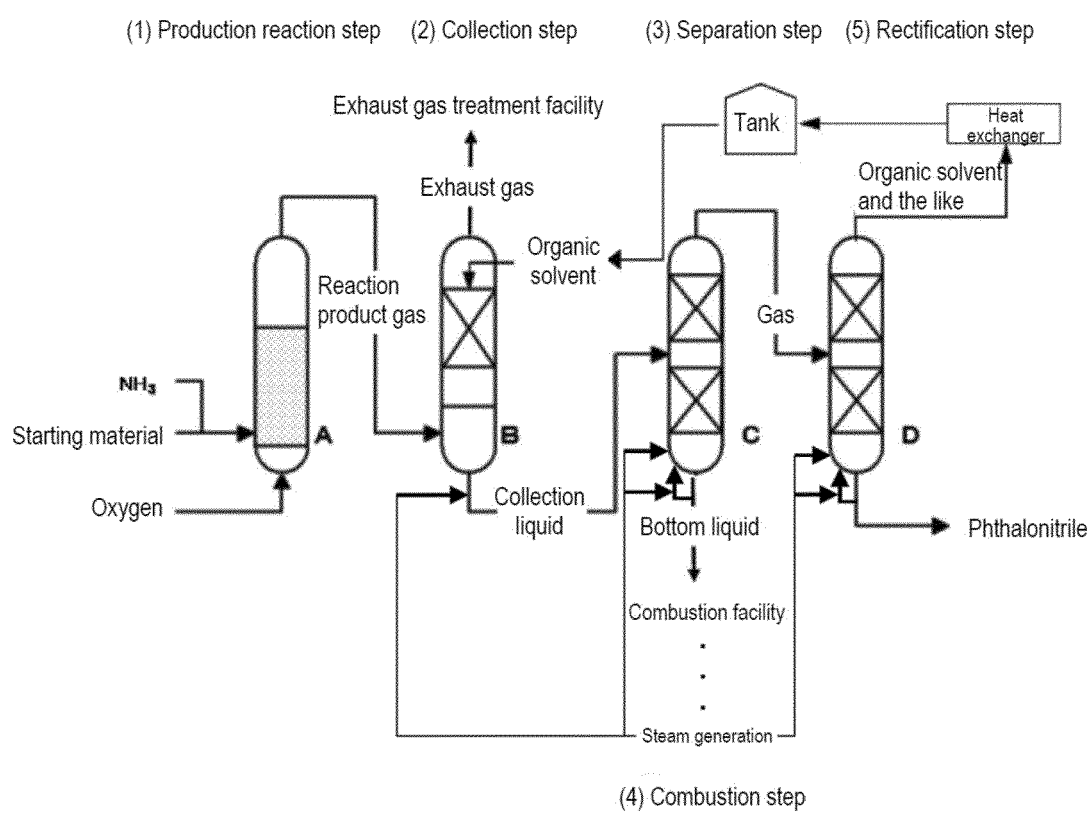 (1) Production reaction step
(2) Collection step
(3) Separation step
(5) Rectification step
Exhaust gas treatment facility
Tank
Heat
exchanger
Exhaust gas
Organic solvent
and the like
Organic
solvent
Reaction
product gas
Gas
NH₃
Starting material
A
B
C
D
Oxygen
Collection
liquid
Bottom liquid
Phthalonitrile
Combustion facility
Steam generation
(4) Combustion step